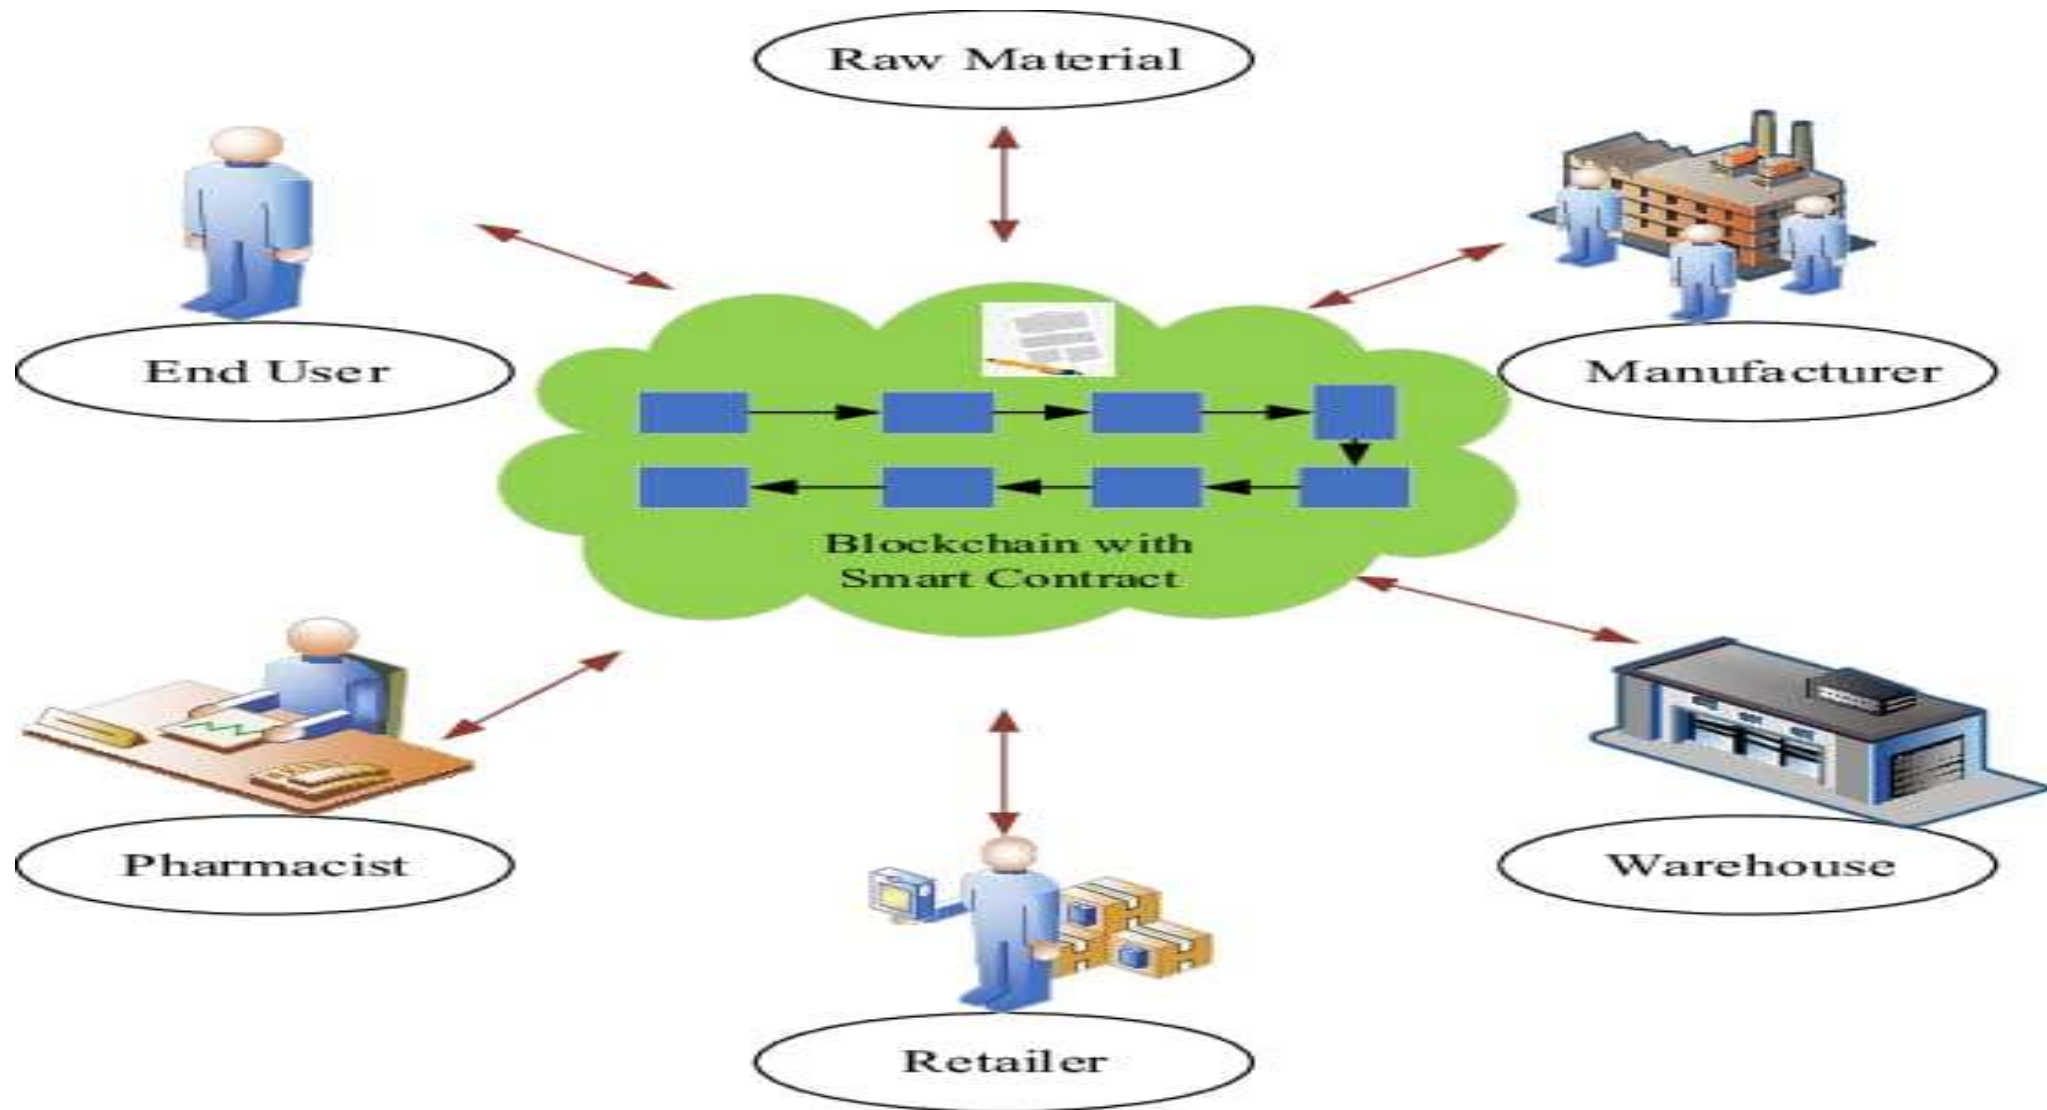 Raw Material
End User
Manufacturer
Blockchain with
Smart Contract
Pharmacist
Warehouse
Retailer